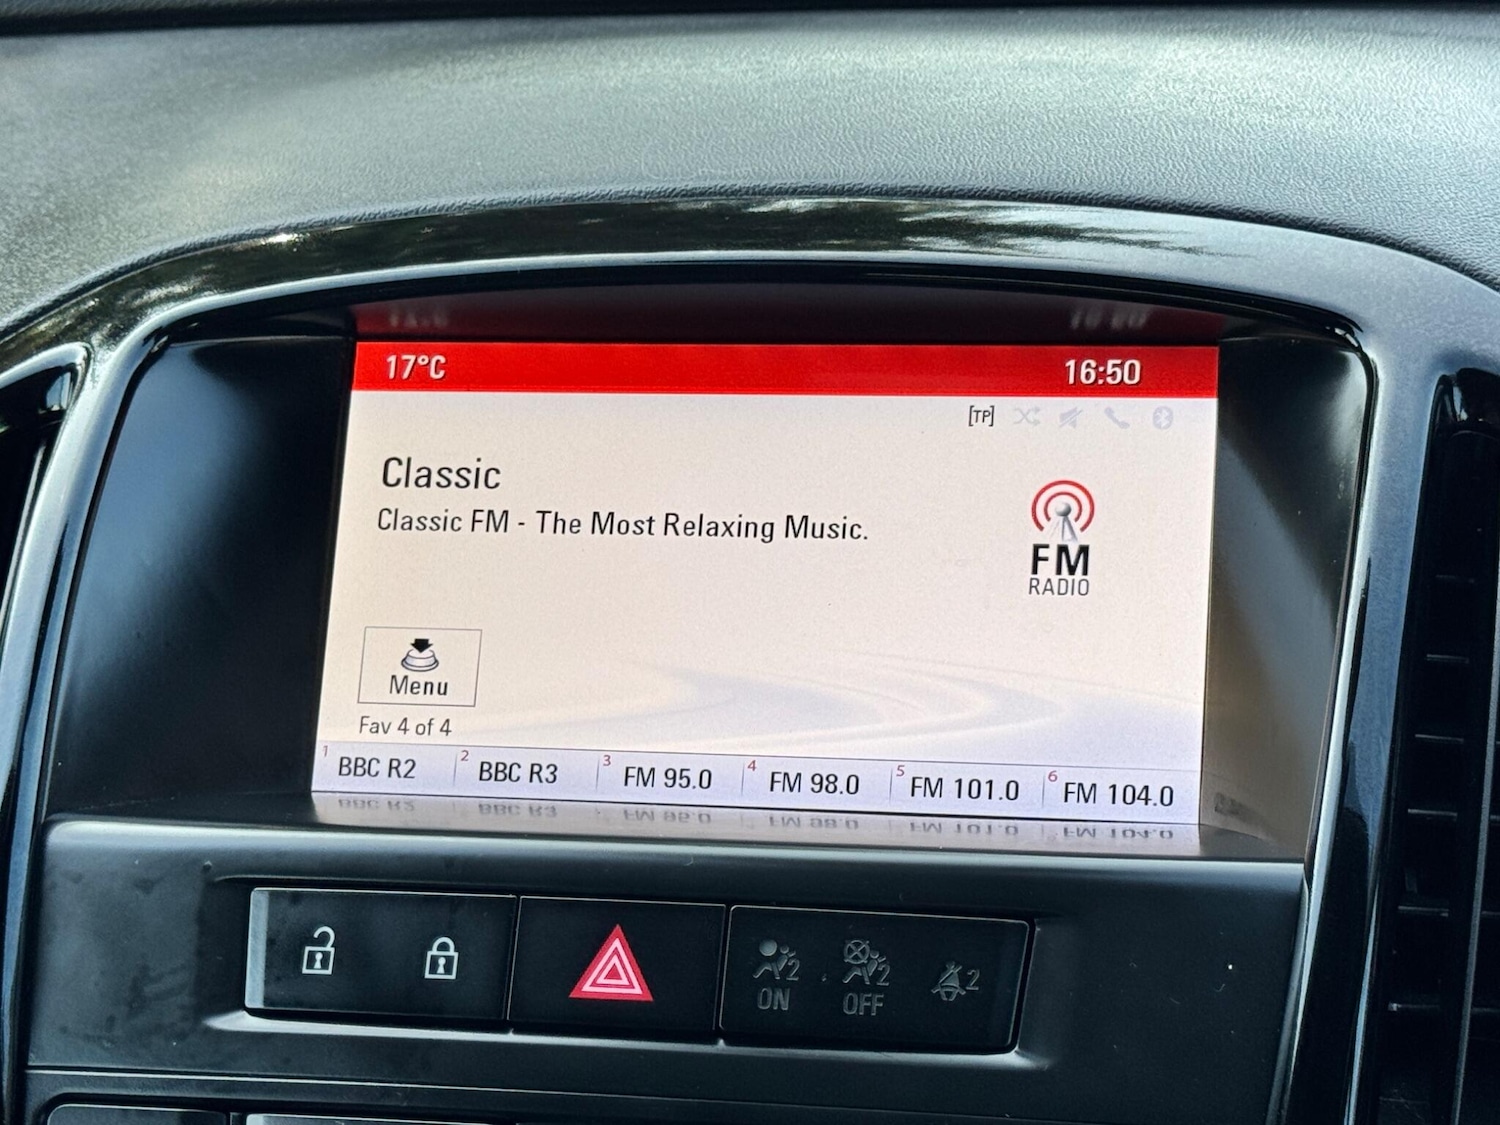 17°C 16:50
[TP]
Classic
Classic FM - The Most Relaxing Music.
FM
RADIO
Menu
Fav 4 of 4
1 BBC R2 2 BBC R3 3 FM 95.0 4 FM 98.0 5 FM 101.0 6 FM 104.0
2 2 2
ON OFF